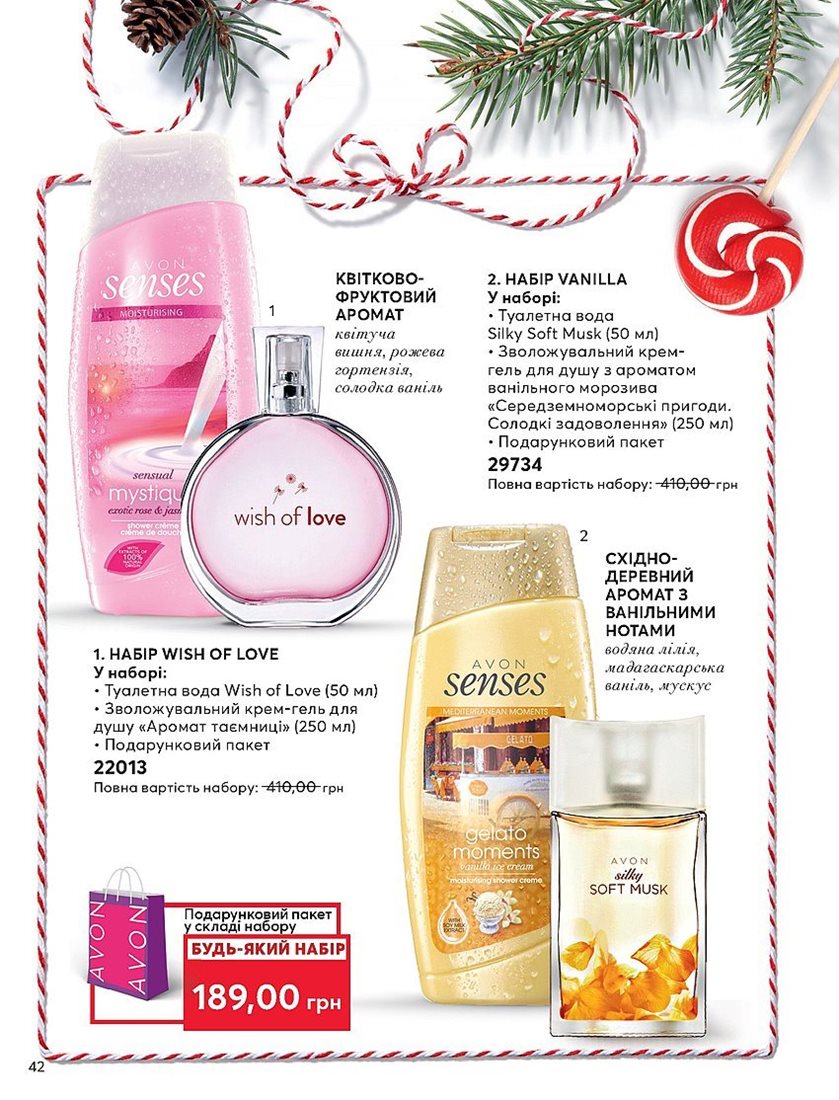 AVON
senses
MOISTURISING
sensual
mystique
exotic rose & jas
shower crème
crème de douch
WITH
EXTRACTS OF
100%
NATURAL
ORIGIN
1
wish of love
КВІТКОВО-
ФРУКТОВИЙ
АРОМАТ
квітуча
вишня, рожева
гортензія,
солодка ваніль
2. НАБІР VANILLA
У наборі:
• Туалетна вода
Silky Soft Musk (50 мл)
• Зволожувальний крем-
гель для душу з ароматом
ванільного морозива
«Середземноморські пригоди.
Солодкі задоволення» (250 мл)
• Подарунковий пакет
29734
Повна вартість набору: 410,00 грн
1. НАБІР WISH OF LOVE
У наборі:
• Туалетна вода Wish of Love (50 мл)
• Зволожувальний крем-гель для
душу «Аромат таємниці» (250 мл)
• Подарунковий пакет
22013
Повна вартість набору: 410,00 грн
2
СХІДНО-
ДЕРЕВНИЙ
АРОМАТ З
ВАНІЛЬНИМИ
НОТАМИ
водяна лілія,
мадагаскарська
ваніль, мускус
AVON
senses
MEDITERRANEAN MOMENTS
GELATO
gelato
moments
vanilla ice cream
moisturising shower creme
WITH
SOY MILK
EXTRACT
AVON
silky
SOFT MUSK
AVON
AVON
Подарунковий пакет
у складі набору
БУДЬ-ЯКИЙ НАБІР
189,00 грн
42